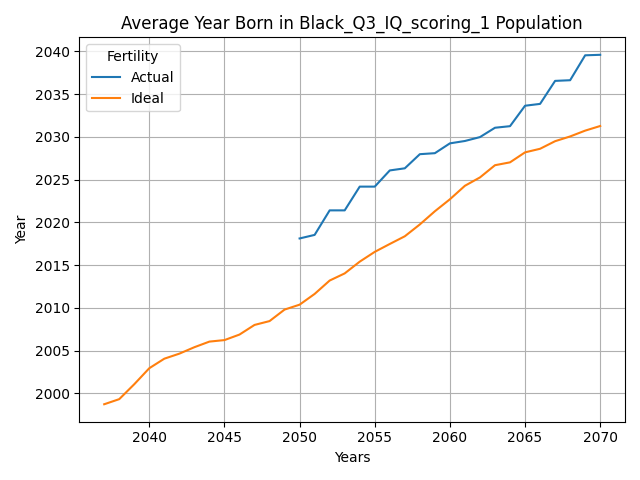 Average Year Born in Black_Q3_IQ_scoring_1 Population
Fertility
Actual
Ideal
Year
2040
2035
2030
2025
2020
2015
2010
2005
2000
2040 2045 2050 2055 2060 2065 2070
Years